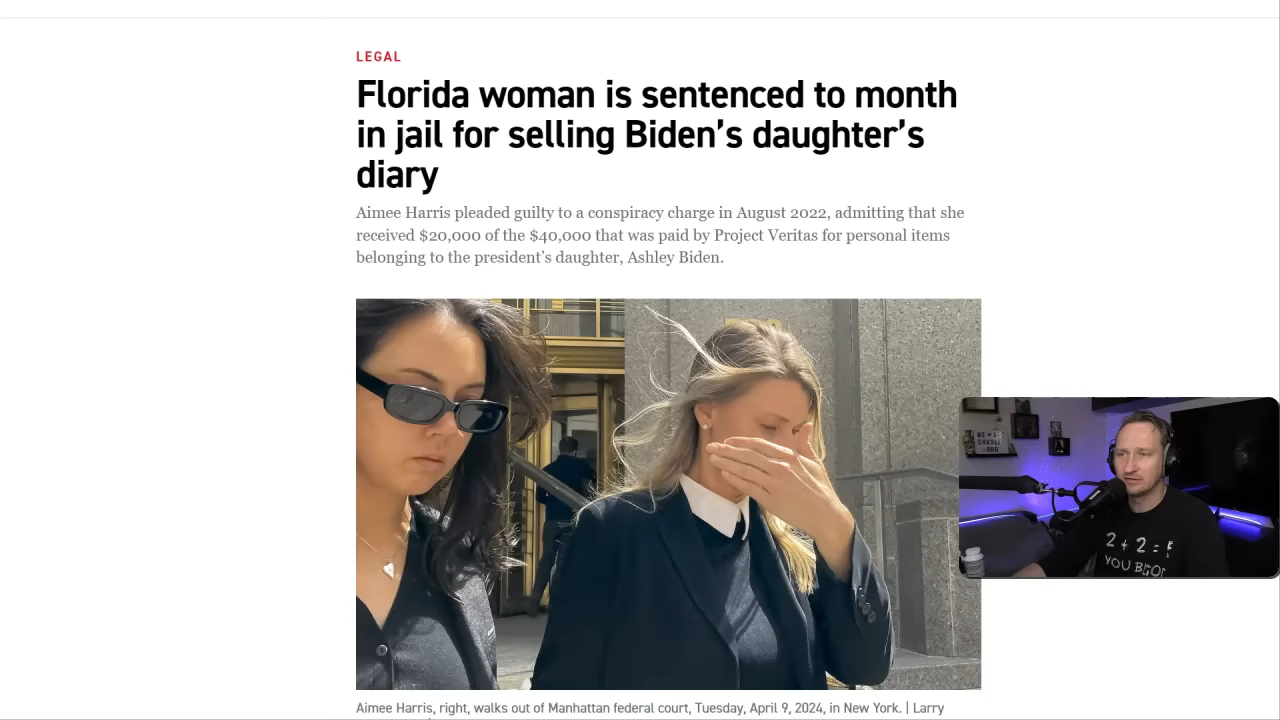 LEGAL
Florida woman is sentenced to month
in jail for selling Biden’s daughter’s
diary
Aimee Harris pleaded guilty to a conspiracy charge in August 2022, admitting that she
received $20,000 of the $40,000 that was paid by Project Veritas for personal items
belonging to the president’s daughter, Ashley Biden.
2 + 2 =
YOU
Aimee Harris, right, walks out of Manhattan federal court, Tuesday, April 9, 2024, in New York. | Larry